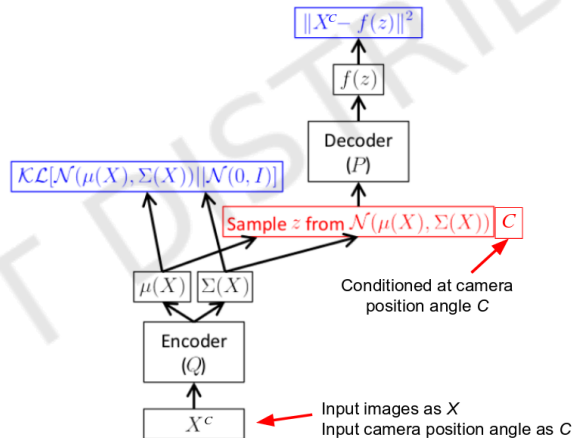 ‖X^C − f(z)‖²
f(z)
Decoder
(P)
𝒦ℒ[𝒩(μ(X), Σ(X))||𝒩(0, I)]
Sample z from 𝒩(μ(X), Σ(X)) C
μ(X) Σ(X)
Conditioned at camera
position angle C
Encoder
(Q)
X^C
Input images as X
Input camera position angle as C
T DISTRIB